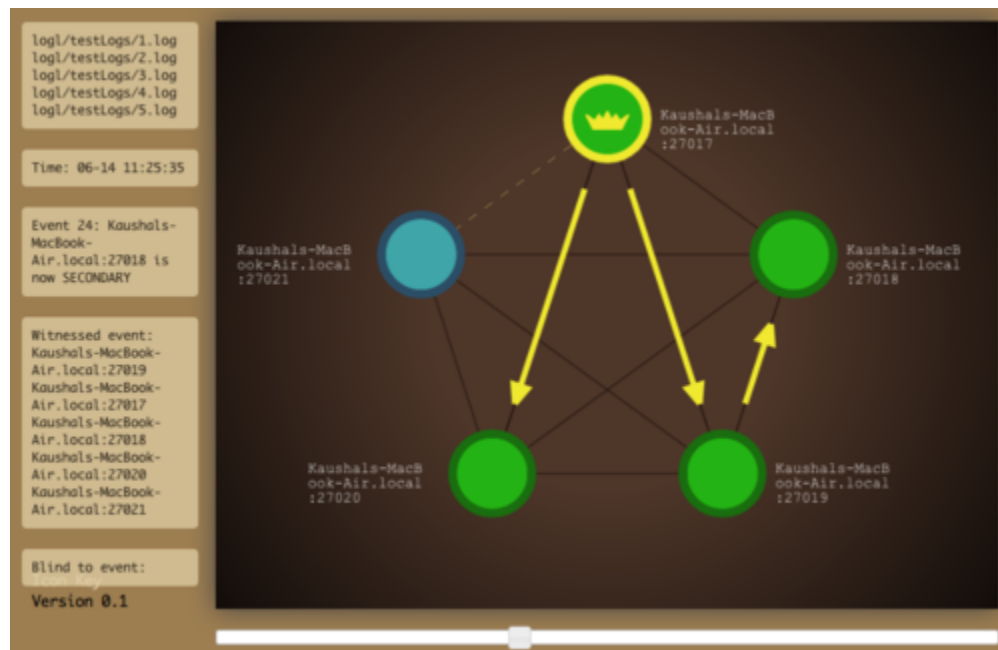 logl/testLogs/1.log
logl/testLogs/2.log
logl/testLogs/3.log
logl/testLogs/4.log
logl/testLogs/5.log
Time: 06-14 11:25:35
Event 24: Kaushals-
MacBook-
Air.local:27018 is
now SECONDARY
Witnessed event:
Kaushals-MacBook-
Air.local:27019
Kaushals-MacBook-
Air.local:27017
Kaushals-MacBook-
Air.local:27018
Kaushals-MacBook-
Air.local:27020
Kaushals-MacBook-
Air.local:27021
Blind to event:
Icon Key
Version 0.1
Kaushals-MacB
ook-Air.local
:27017
Kaushals-MacB
ook-Air.local
:27021
Kaushals-MacB
ook-Air.local
:27018
Kaushals-MacB
ook-Air.local
:27020
Kaushals-MacB
ook-Air.local
:27019